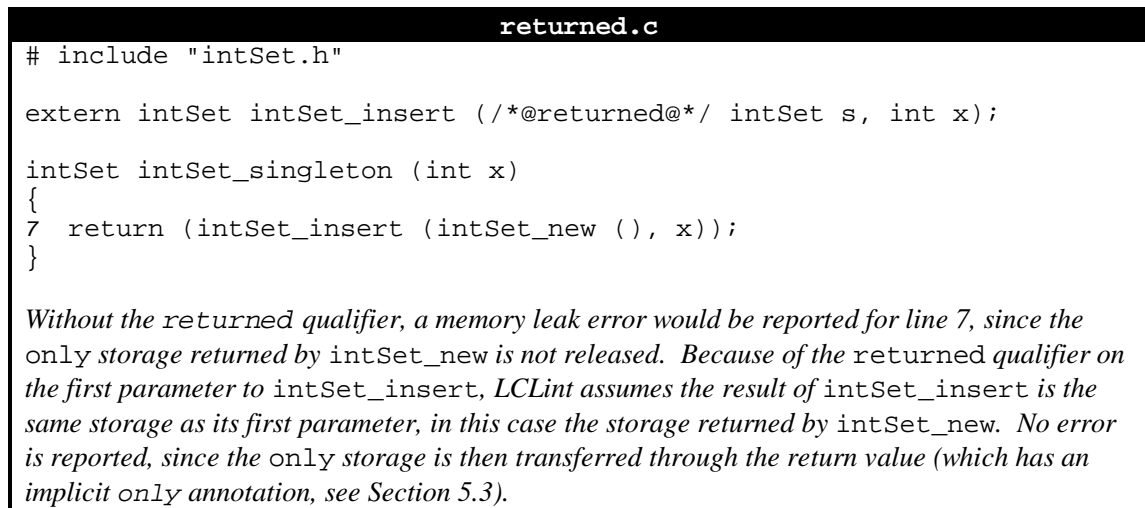 returned.c
# include "intSet.h"
extern intSet intSet_insert (/*@returned@*/ intSet s, int x);
intSet intSet_singleton (int x)
{
7 return (intSet_insert (intSet_new (), x));
}
Without the returned qualifier, a memory leak error would be reported for line 7, since the
only storage returned by intSet_new is not released. Because of the returned qualifier on
the first parameter to intSet_insert, LCLint assumes the result of intSet_insert is the
same storage as its first parameter, in this case the storage returned by intSet_new. No error
is reported, since the only storage is then transferred through the return value (which has an
implicit only annotation, see Section 5.3).